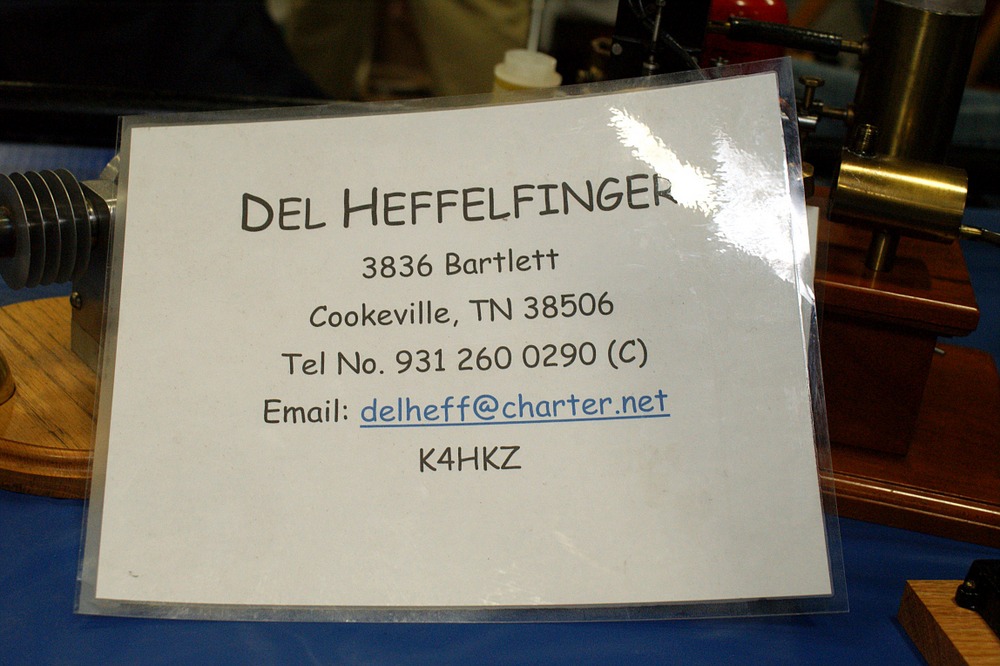 DEL HEFFELFINGER
3836 Bartlett
Cookeville, TN 38506
Tel No. 931 260 0290 (C)
Email: delheff@charter.net
K4HKZ